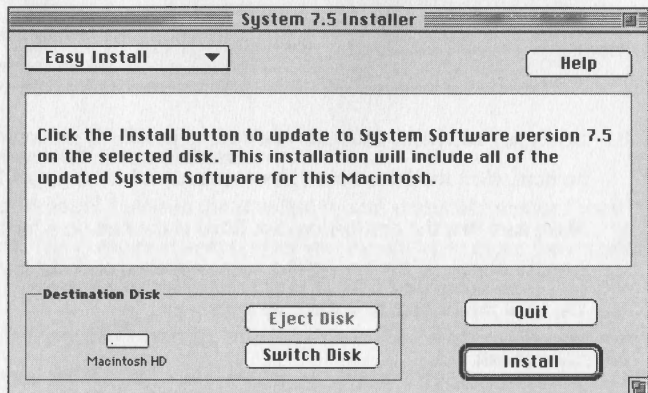 System 7.5 Installer
Easy Install
Help
Click the Install button to update to System Software version 7.5
on the selected disk. This installation will include all of the
updated System Software for this Macintosh.
Destination Disk
Macintosh HD
Eject Disk
Switch Disk
Quit
Install